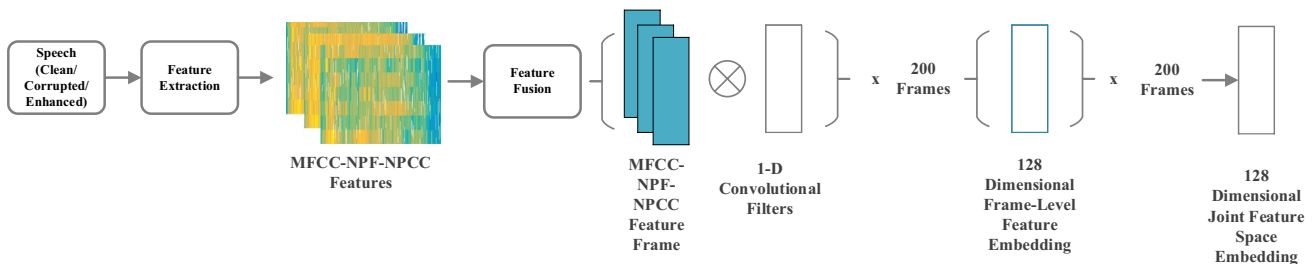 Speech
(Clean/
Corrupted/
Enhanced)
Feature
Extraction
MFCC-NPF-NPCC
Features
Feature
Fusion
MFCC-
NPF-
NPCC
Feature
Frame
1-D
Convolutional
Filters
x
200
Frames
128
Dimensional
Frame-Level
Feature
Embedding
x
200
Frames
128
Dimensional
Joint Feature
Space
Embedding